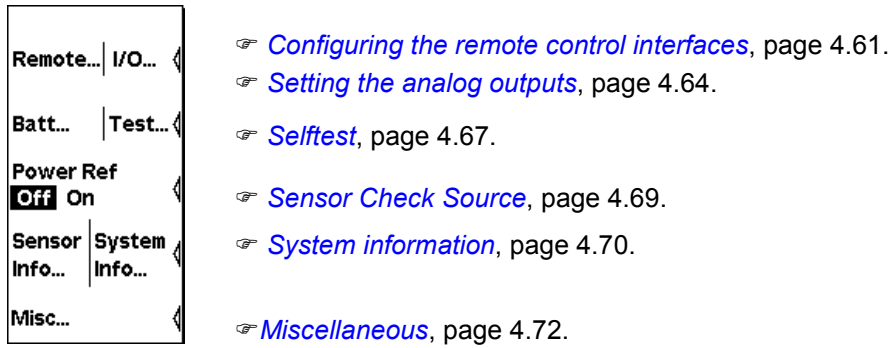 Remote... I/O...
☞ Configuring the remote control interfaces, page 4.61.
☞ Setting the analog outputs, page 4.64.
Batt... Test...
☞ Selftest, page 4.67.
Power Ref
Off On
☞ Sensor Check Source, page 4.69.
Sensor System
Info... Info...
☞ System information, page 4.70.
Misc...
☞Miscellaneous, page 4.72.